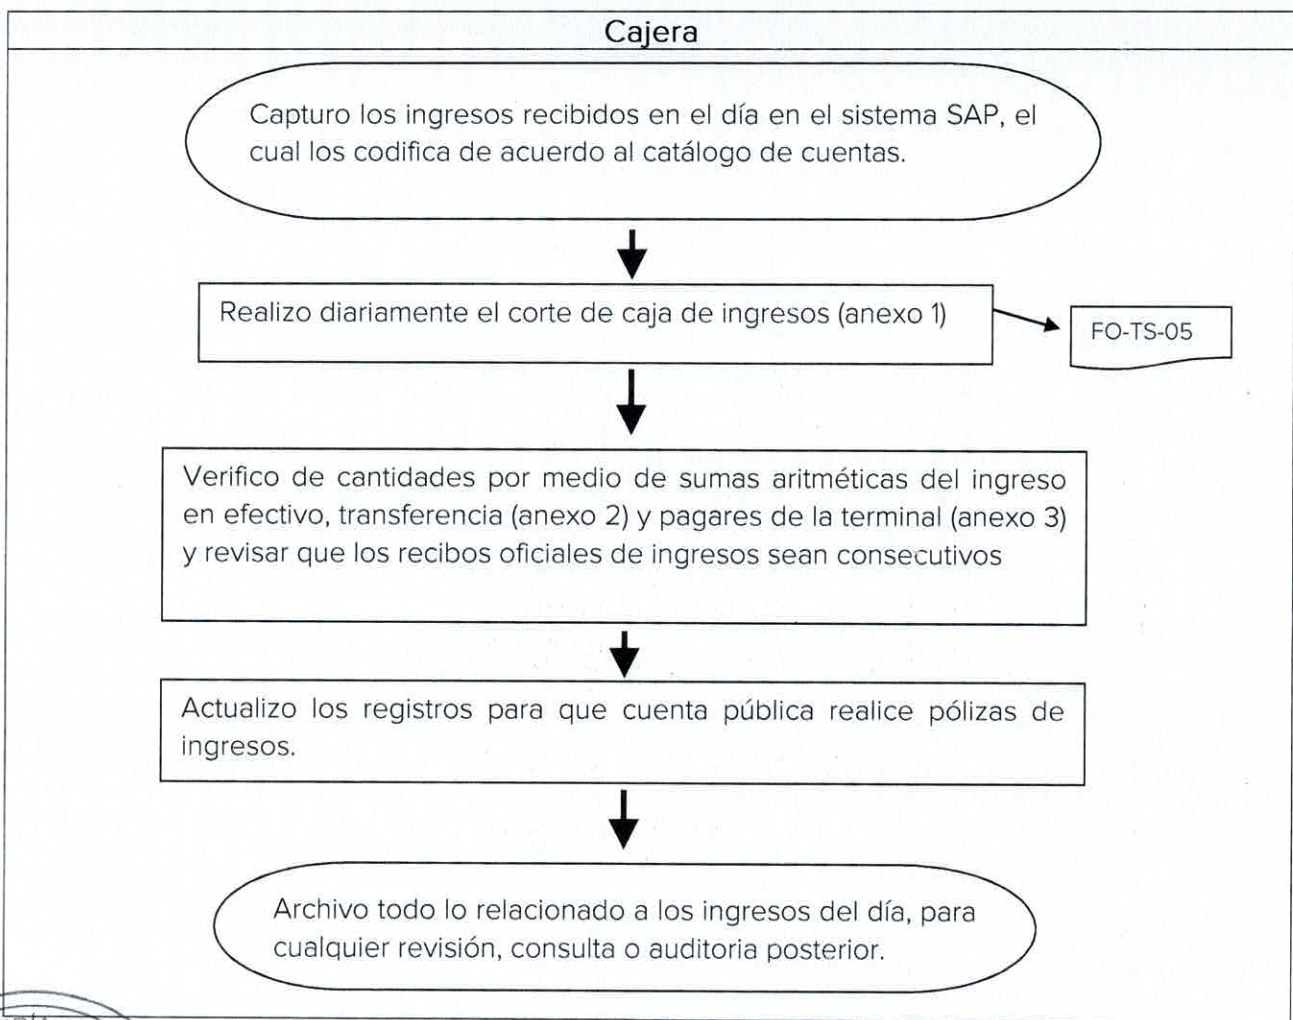 Cajera
Capturo los ingresos recibidos en el día en el sistema SAP, el
cual los codifica de acuerdo al catálogo de cuentas.
Realizo diariamente el corte de caja de ingresos (anexo 1)
FO-TS-05
Verifico de cantidades por medio de sumas aritméticas del ingreso
en efectivo, transferencia (anexo 2) y pagares de la terminal (anexo 3)
y revisar que los recibos oficiales de ingresos sean consecutivos
Actualizo los registros para que cuenta pública realice pólizas de
ingresos.
Archivo todo lo relacionado a los ingresos del día, para
cualquier revisión, consulta o auditoria posterior.